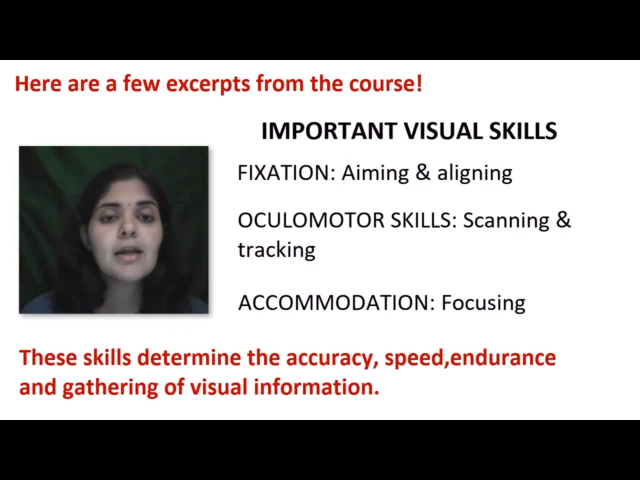 Here are a few excerpts from the course!
IMPORTANT VISUAL SKILLS
FIXATION: Aiming & aligning
OCULOMOTOR SKILLS: Scanning &
tracking
ACCOMMODATION: Focusing
These skills determine the accuracy, speed,endurance
and gathering of visual information.